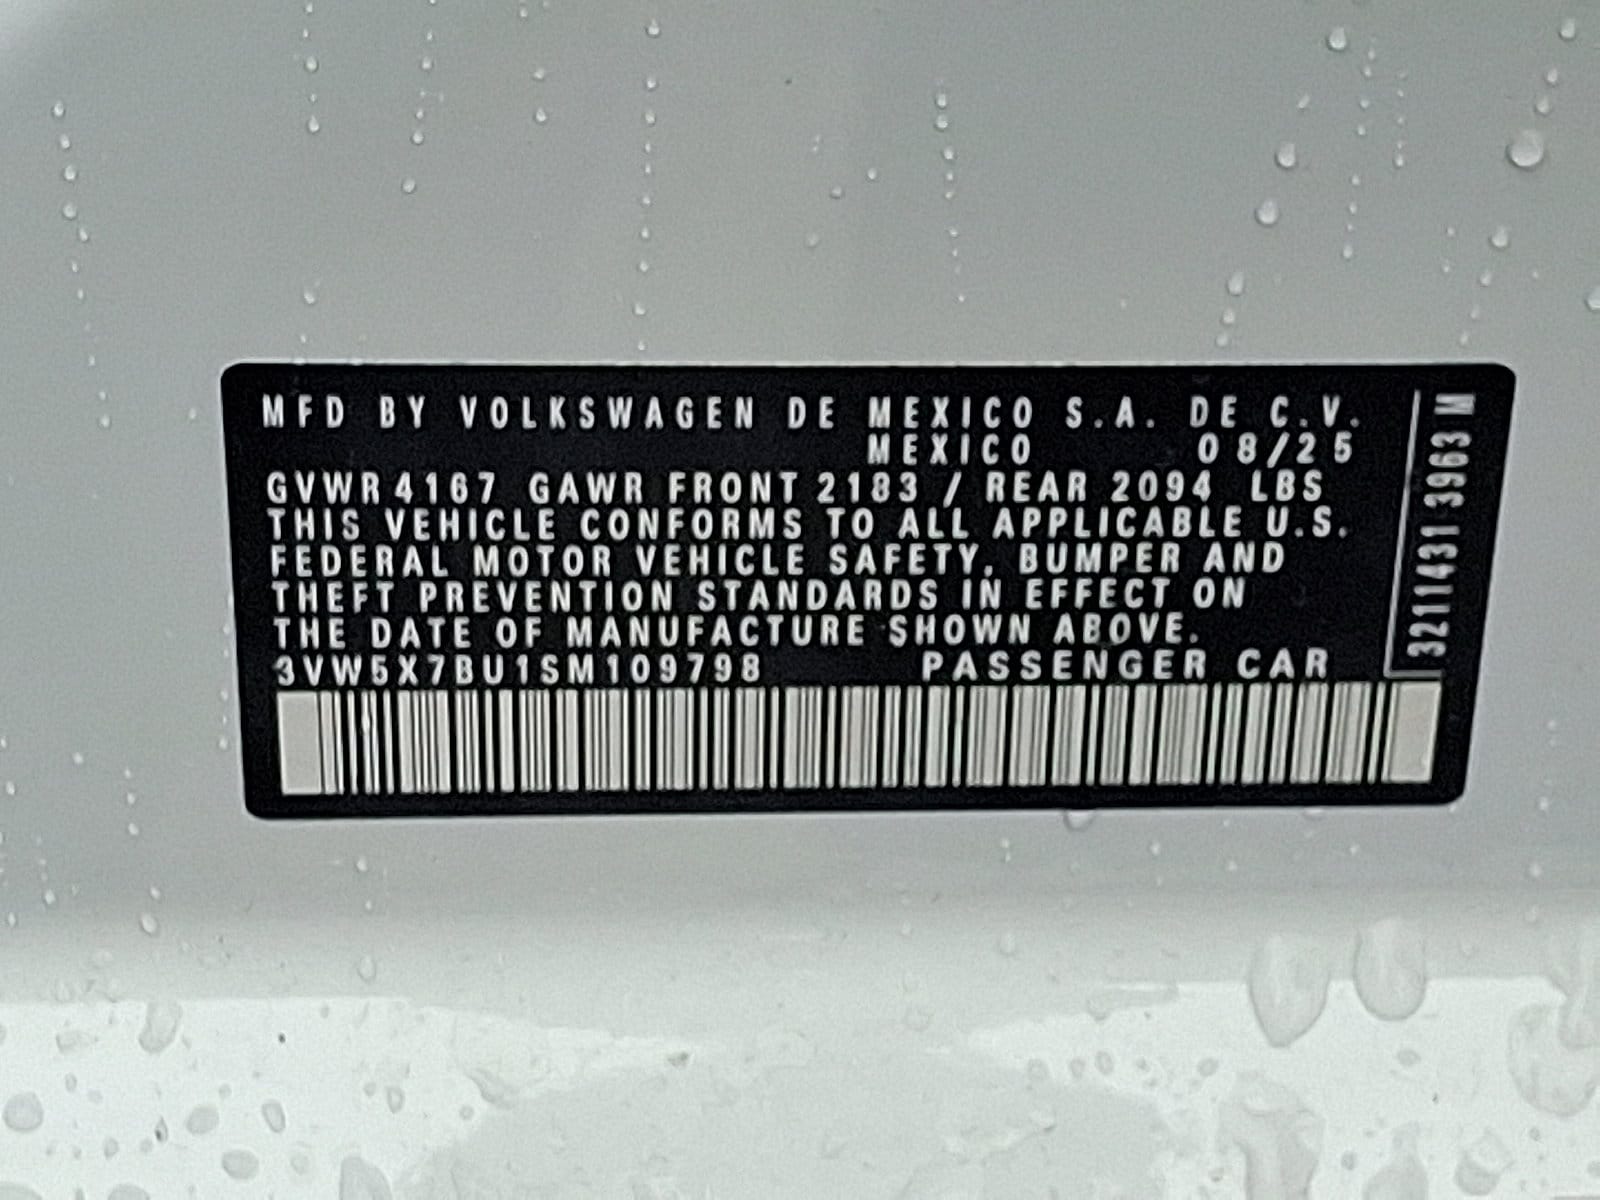 MFD BY VOLKSWAGEN DE MEXICO S.A. DE C.V.
MEXICO 08/25
GVWR 4167 GAWR FRONT 2183 / REAR 2094 LBS
THIS VEHICLE CONFORMS TO ALL APPLICABLE U.S.
FEDERAL MOTOR VEHICLE SAFETY, BUMPER AND
THEFT PREVENTION STANDARDS IN EFFECT ON
THE DATE OF MANUFACTURE SHOWN ABOVE.
3VW5X7BU1SM109798 PASSENGER CAR
3211431 3963 M